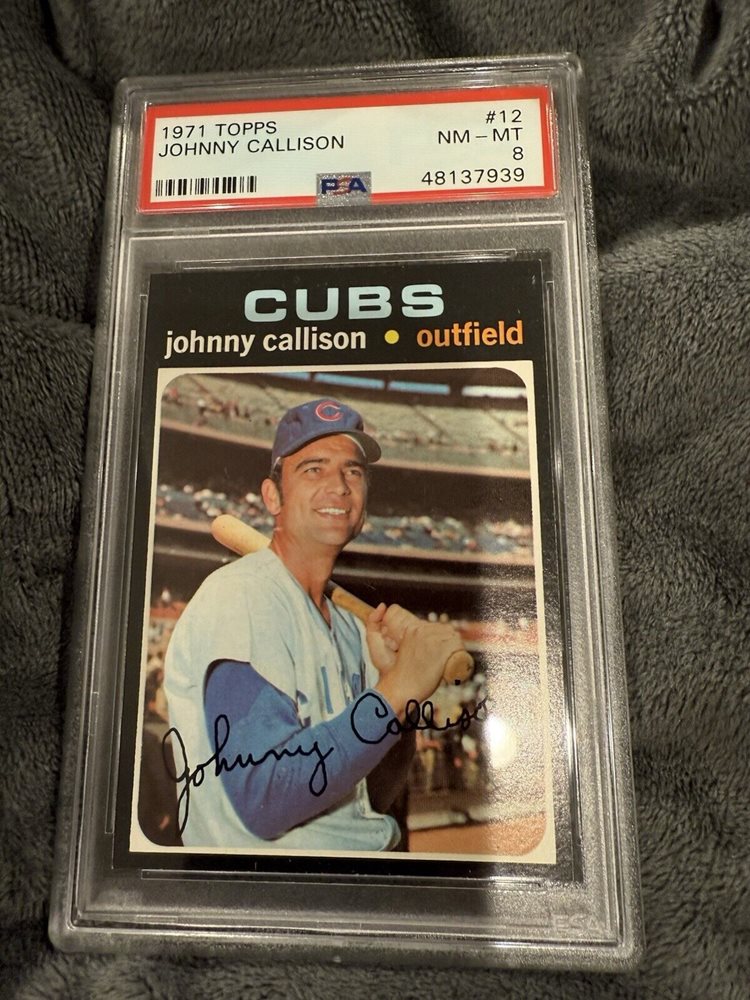 1971 TOPPS #12
JOHNNY CALLISON NM-MT
8
PSA 48137939
CUBS
johnny callison • outfield
C
Johnny Callison